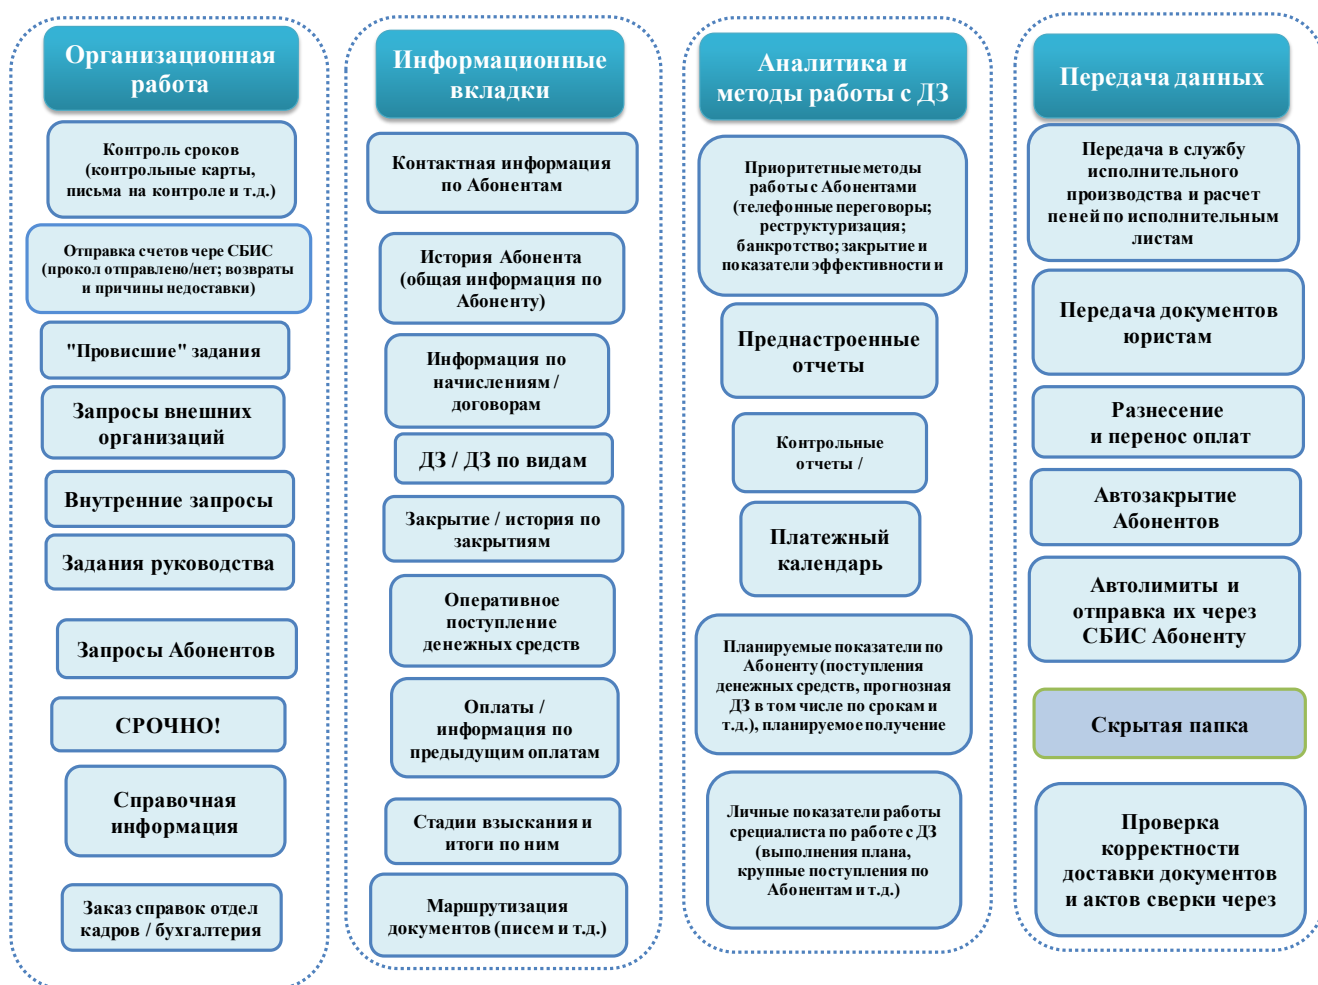 Организационная
работа
Контроль сроков
(контрольные карты,
письма на контроле и т.д.)
Отправка счетов чере СБИС
(прокол отправлено/нет; возвраты
и причины недоставки)
"Провисшие" задания
Запросы внешних
организаций
Внутренние запросы
Задания руководства
Запросы Абонентов
СРОЧНО!
Справочная
информация
Заказ справок отдел
кадров / бухгалтерия
Информационные
вкладки
Контактная информация
по Абонентам
История Абонента
(общая информация по
Абоненту)
Информация по
начислениям /
договорам
ДЗ / ДЗ по видам
Закрытие / история по
закрытиям
Оперативное
поступление
денежных средств
Оплаты /
информация по
предыдущим оплатам
Стадии взыскания и
итоги по ним
Маршрутизация
документов (писем и т.д.)
Аналитика и
методы работы с ДЗ
Приоритетные методы
работы с Абонентами
(телефонные переговоры;
реструктуризация;
банкротство; закрытие и
показатели эффективности и
Преднастроенные
отчеты
Контрольные
отчеты /
Платежный
календарь
Планируемые показатели по
Абоненту (поступления
денежных средств, прогнозная
ДЗ в том числе по срокам и
т.д.), планируемое получение
Личные показатели работы
срециалиста по работе с ДЗ
(выполнения плана,
крупные поступления по
Абонентам и т.д.)
Передача данных
Передача в службу
исполнительного
производства и расчет
пеней по исполнительным
листам
Передача документов
юристам
Разнесение
и перенос оплат
Автозакрытие
Абонентов
Автолимиты и
отправка их через
СБИС Абоненту
Скрытая папка
Проверка
корректности
доставки документов
и актов сверки через